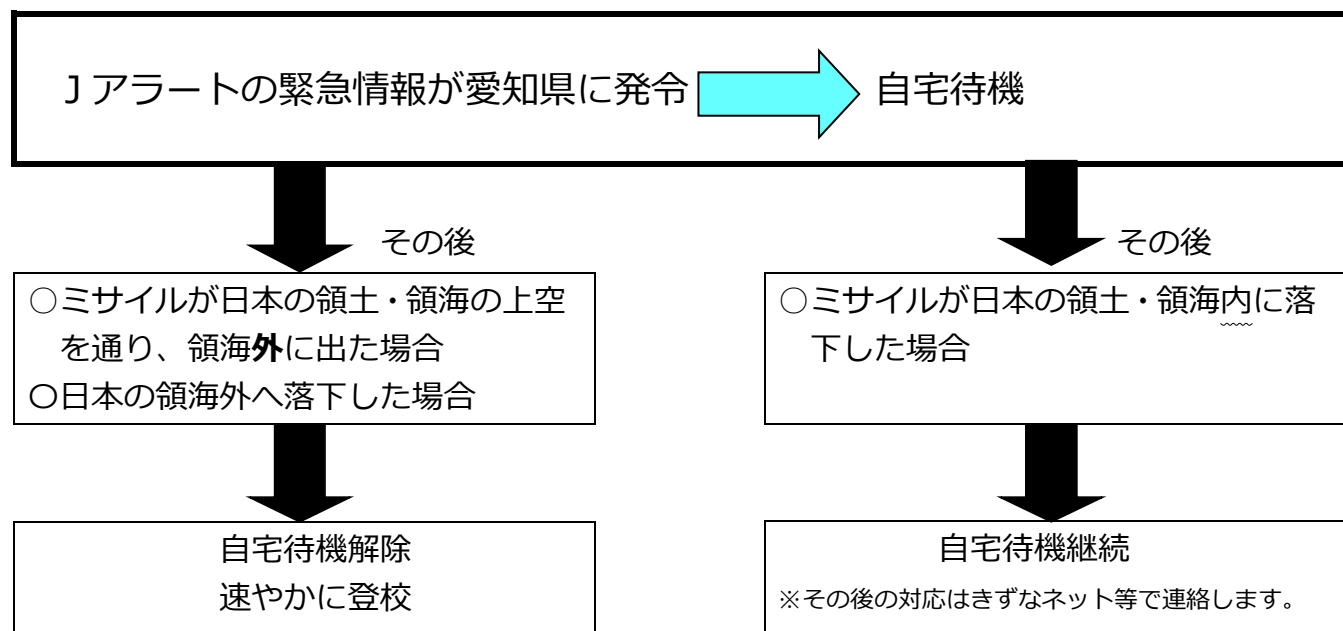 Jアラートの緊急情報が愛知県に発令
自宅待機
その後
○ミサイルが日本の領土・領海の上空
を通り、領海外に出た場合
〇日本の領海外へ落下した場合
自宅待機解除
速やかに登校
その後
○ミサイルが日本の領土・領海内に落
下した場合
自宅待機継続
※その後の対応はきずなネット等で連絡します。